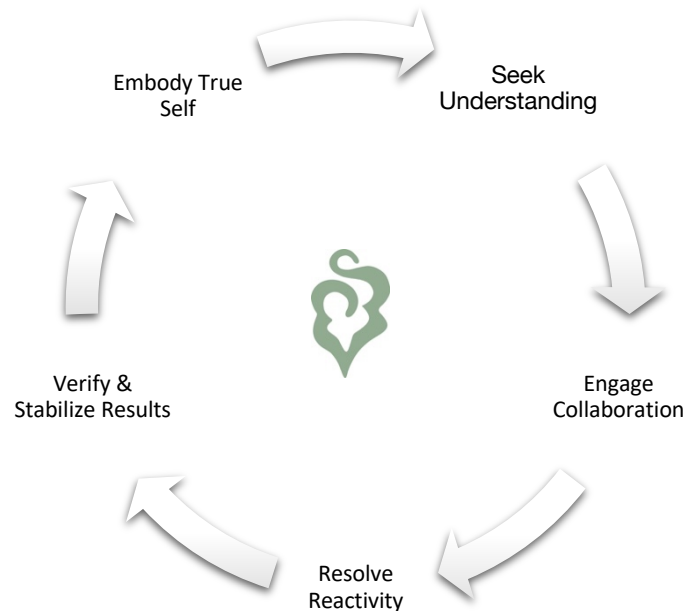 Embody True
Self
Seek
Understanding
Engage
Collaboration
Resolve
Reactivity
Verify &
Stabilize Results